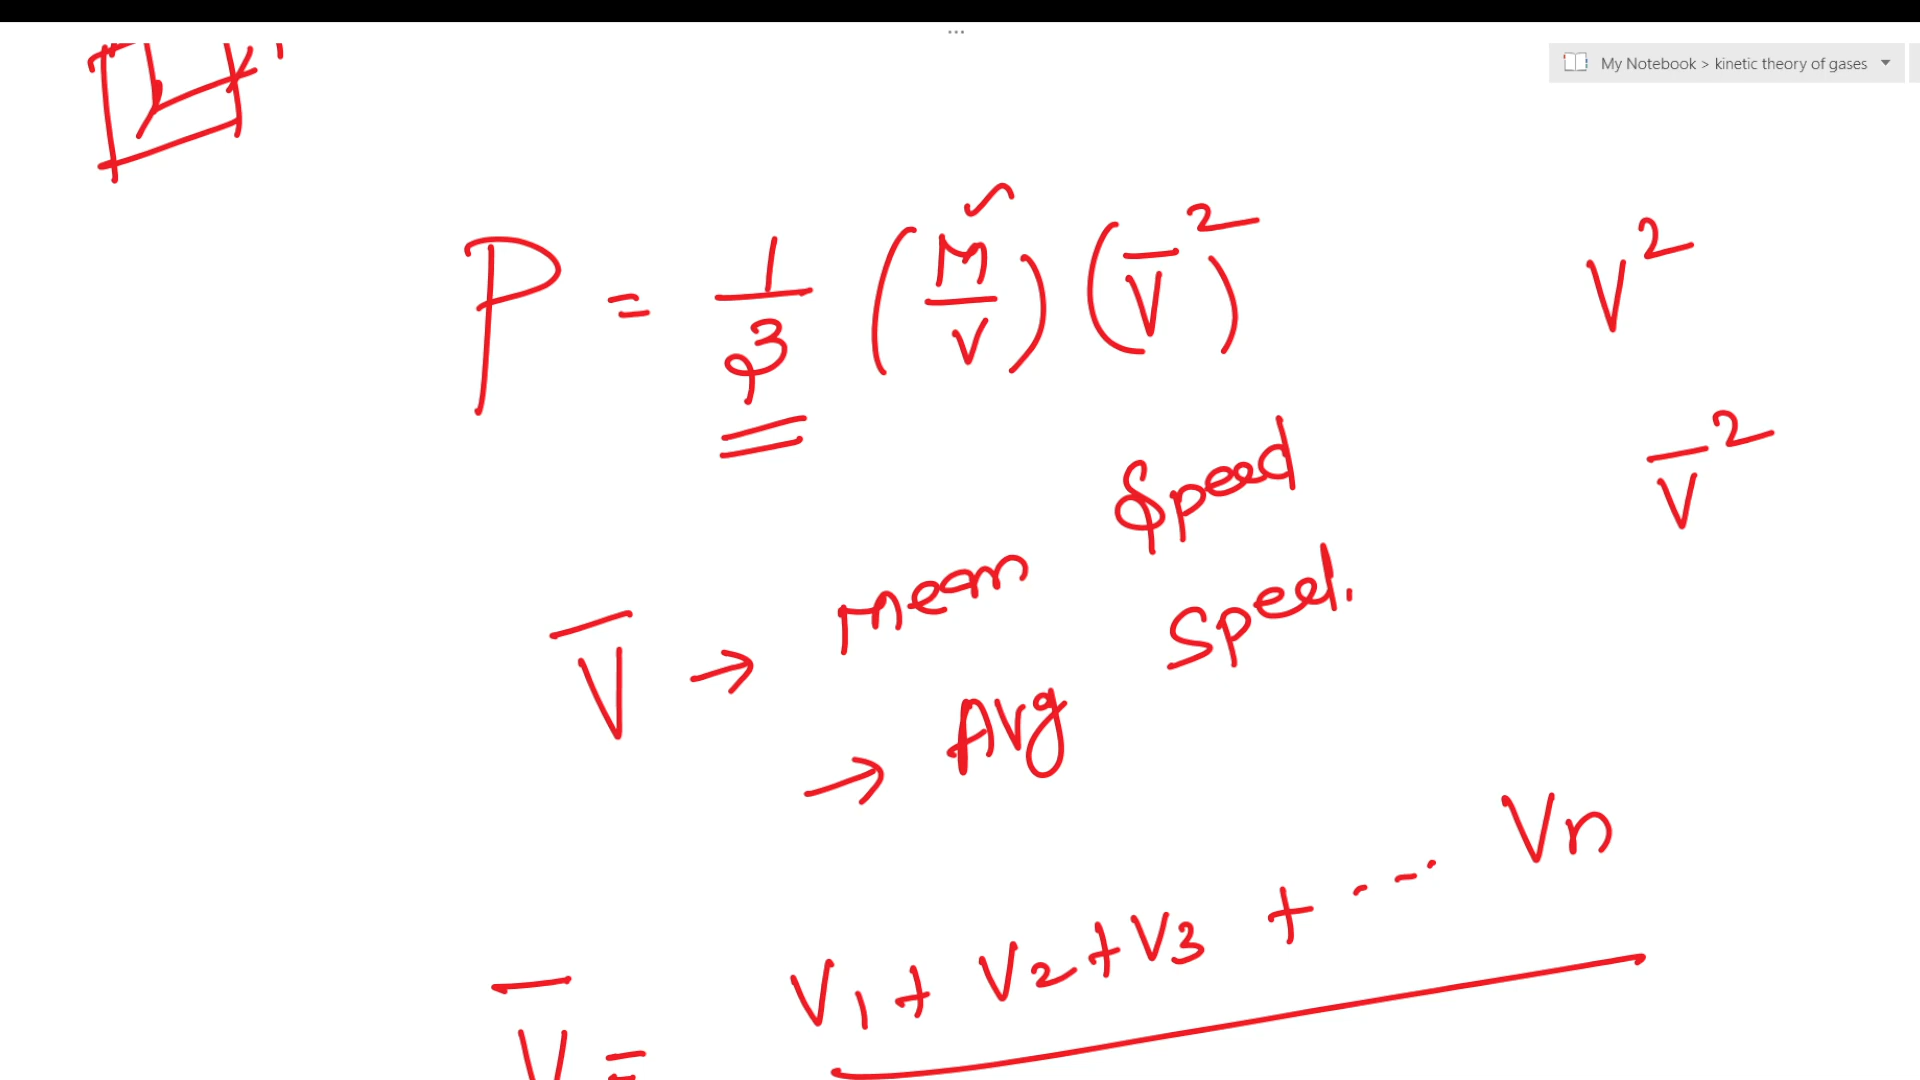 ...
My Notebook > kinetic theory of gases
P = 1/3 (M/V) (V̅²)
V²
V̅²
V̅ → mean Speed
→ Avg Speed.
V̅ = V1 + V2 + V3 + ... Vn